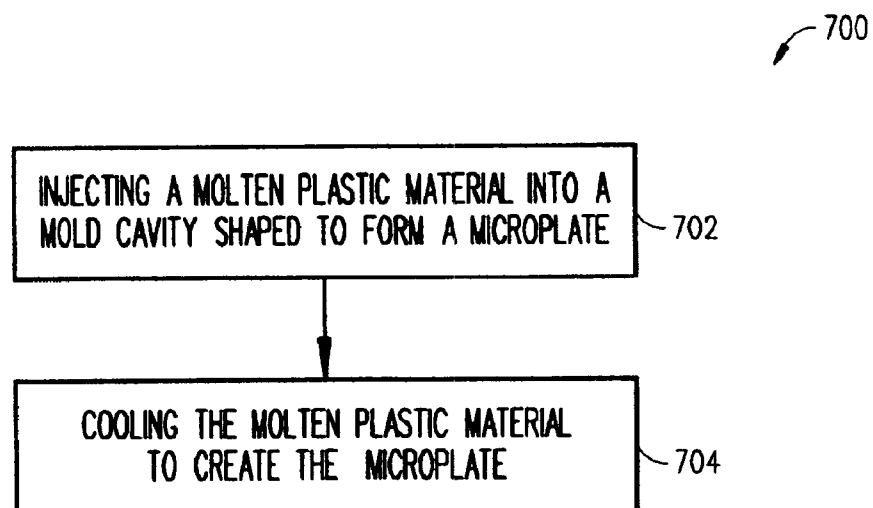 700
INJECTING A MOLTEN PLASTIC MATERIAL INTO A
MOLD CAVITY SHAPED TO FORM A MICROPLATE
702
COOLING THE MOLTEN PLASTIC MATERIAL
TO CREATE THE MICROPLATE
704